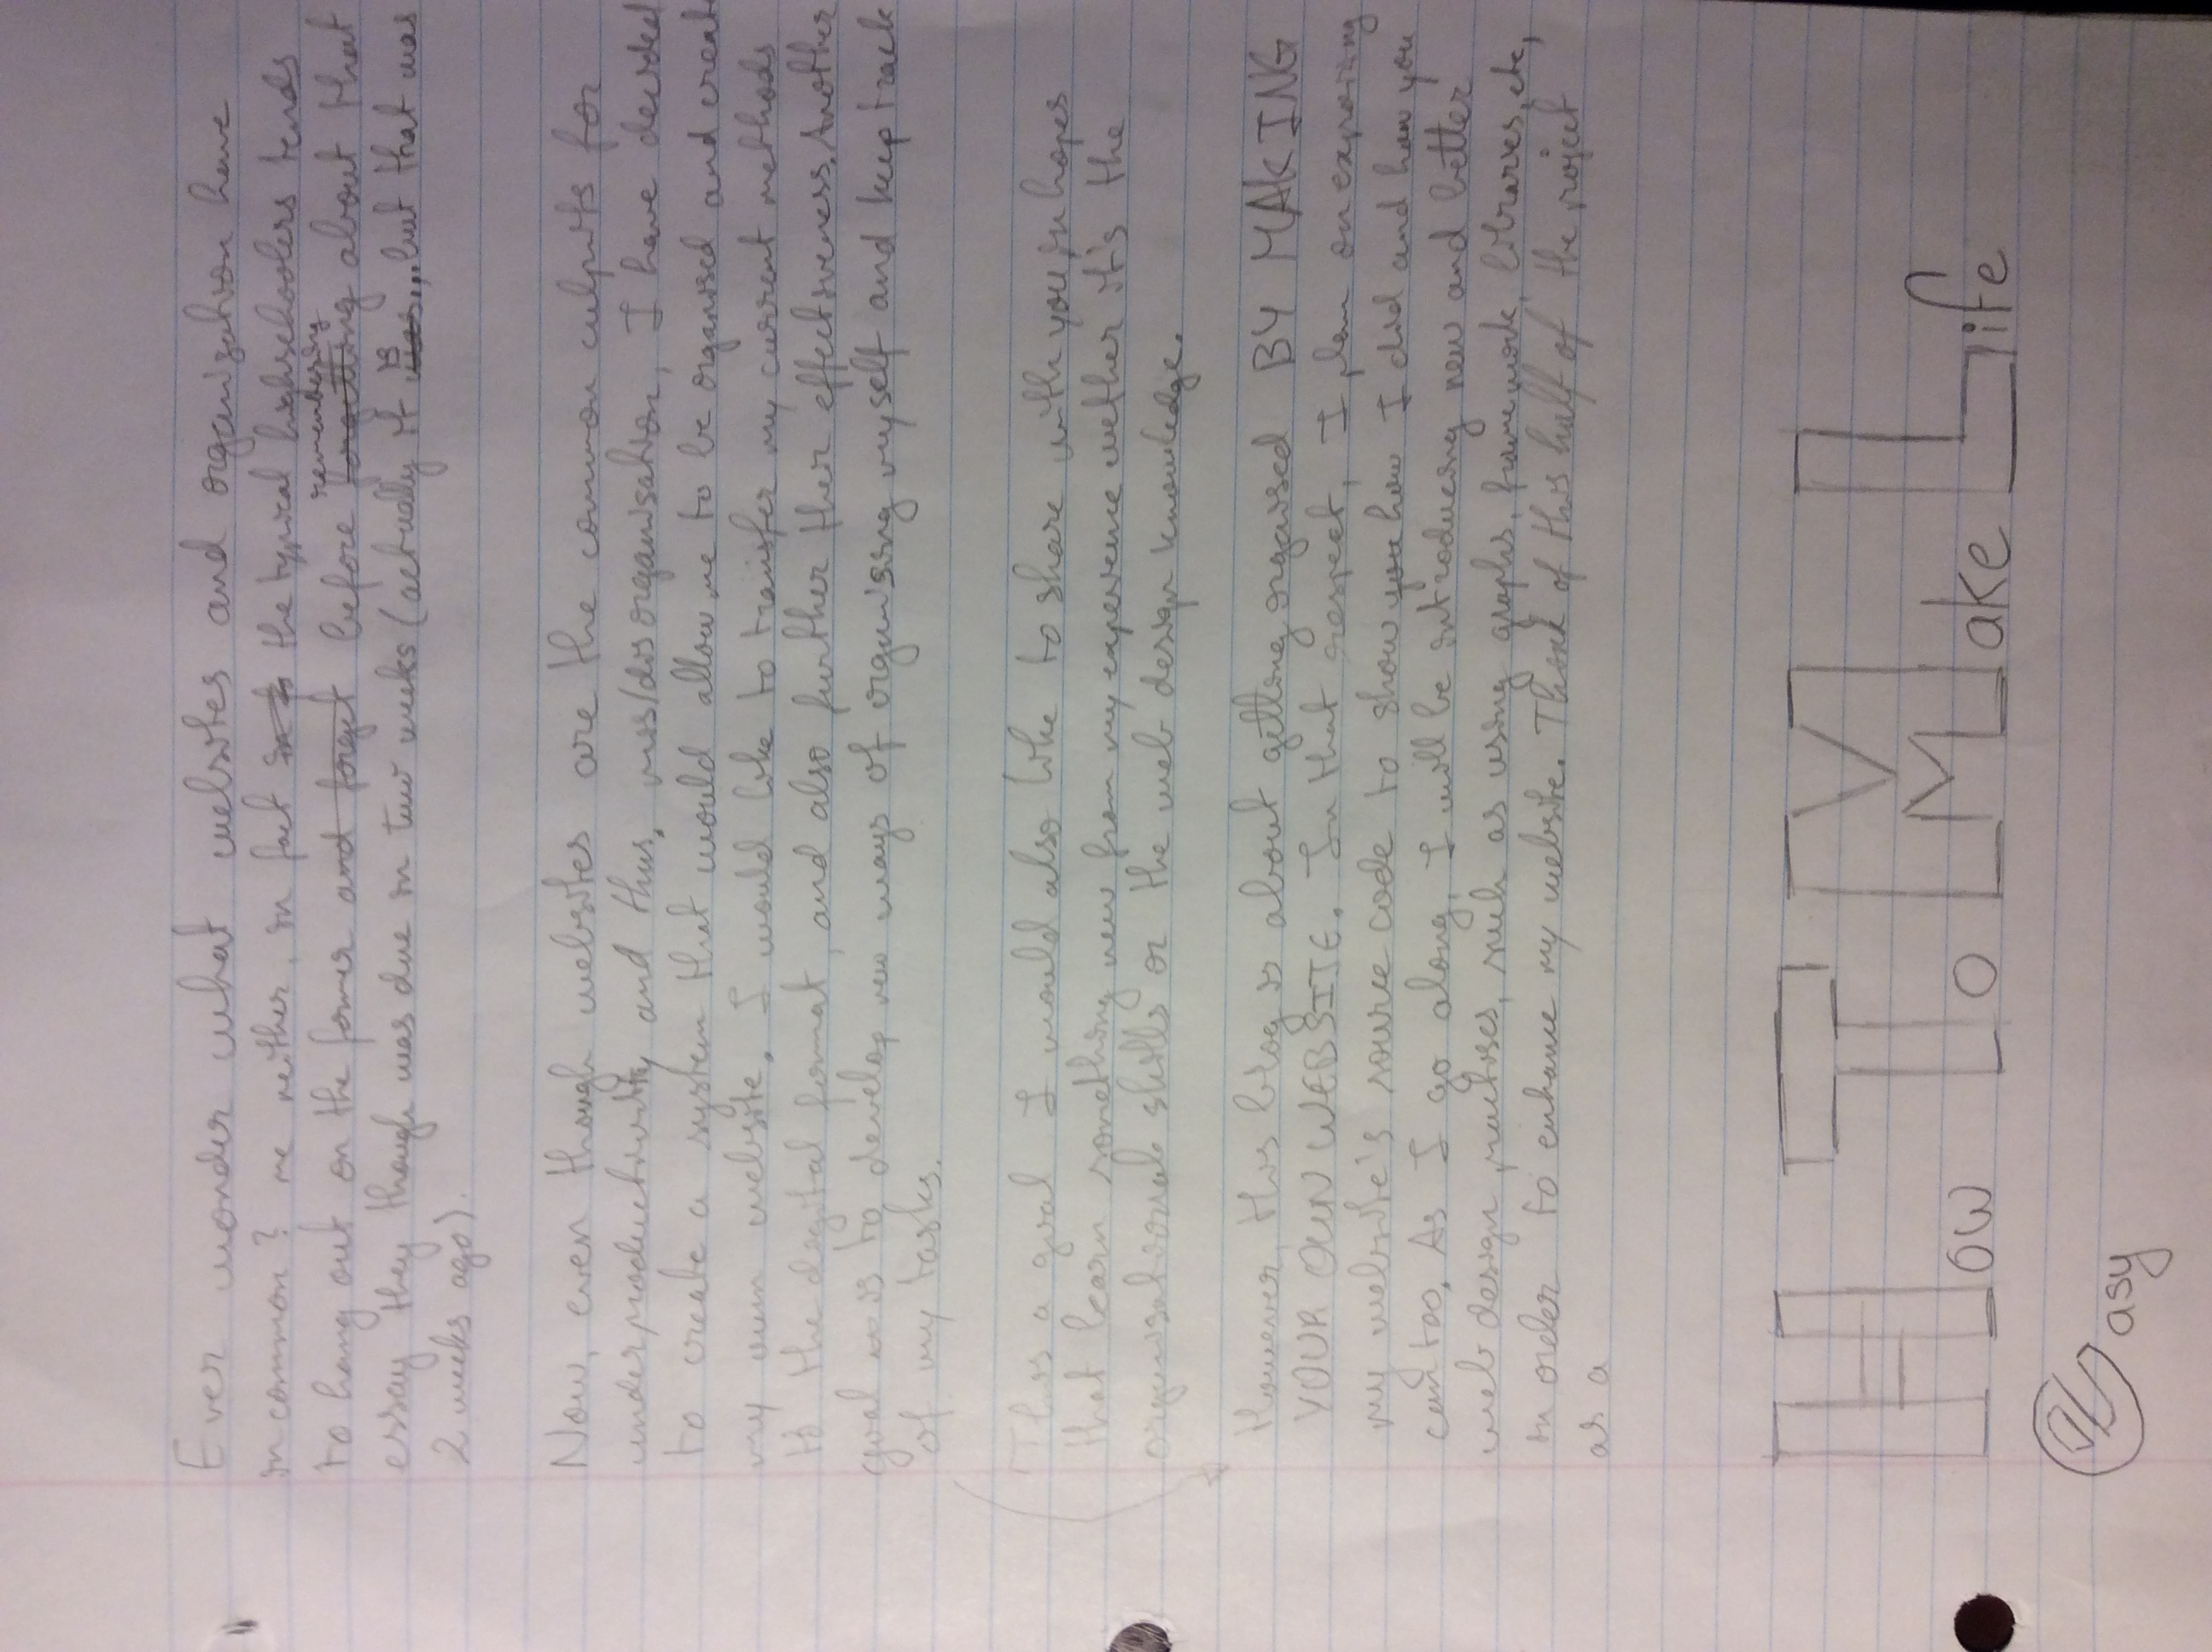 Ever wonder what websites and organization have
in common? me neither, in fact the typical highschoolers tends
to hang out on the former and forget before forgetting remembering about that
essay they though was due in two weeks (actually it was is... but that was
2 weeks ago).
Now, even though websites are the common culprits for
underproductivity and thus, mis/disorganisation, I have decided
to create a system that would allow me to be organised and create
my own website. I would like to transfer my current methods
to the digital format, and also further their effectiveness. Another
goal is to develop new ways of organising myself and keep track
of my tasks.
This a goal I would also like to share with you in hopes
that learn something new from my experience wether it's the
organisational skills or the web design knowledge.
However, this blog is about getting organised BY MAKING
YOUR OWN WEBSITE. In that respect, I plan on exposing
my website's source code to show you how I did and how you
can too. As I go along, I will be introducing new and better
web design practises, such as using graphs, framework, libraries, etc,
in order to enhance my website. Think of this half of the project
as a
How To Make Life
easy